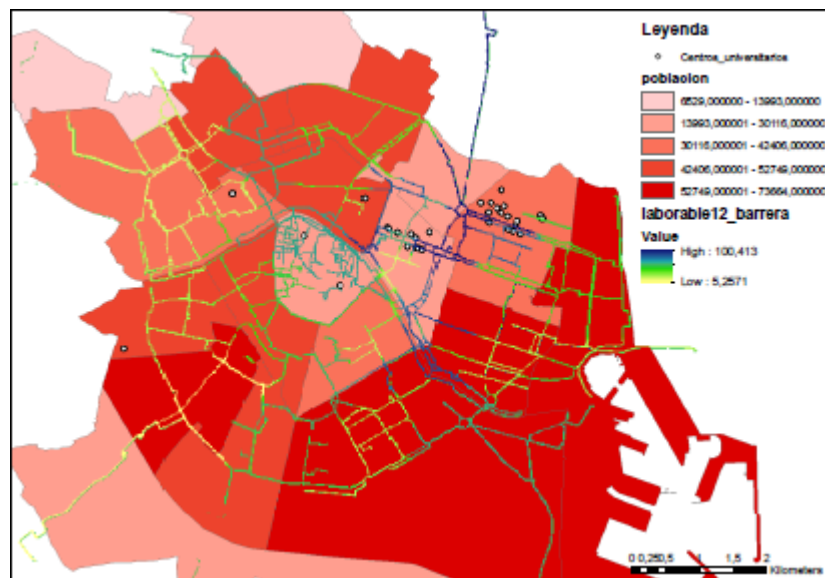 Leyenda
Centros_universitarios
poblacion
6529,000000 - 13993,000000
13993,000001 - 30116,000000
30116,000001 - 42406,000000
42406,000001 - 52749,000000
52749,000001 - 73664,000000
laborable12_barrera
Value
High : 100,413
Low : 5,2571
0 0,250,5 1 1,5 2
Kilometers